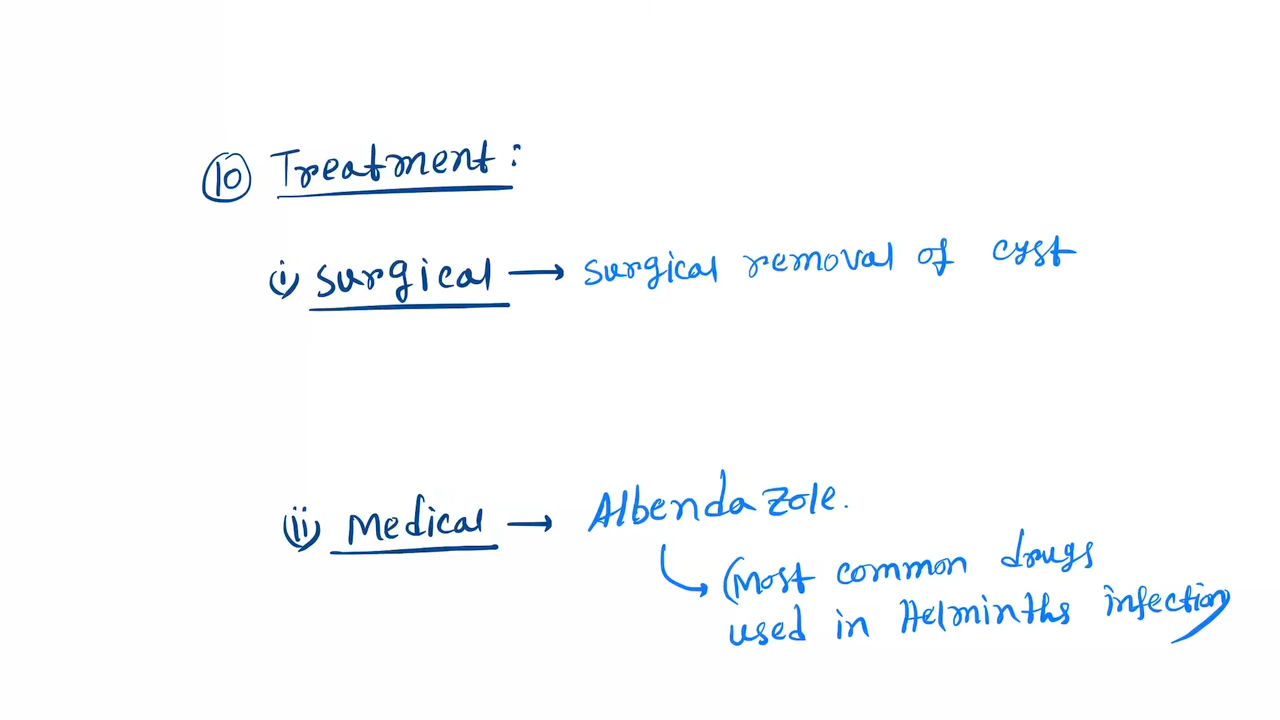 10 Treatment:
i) Surgical → Surgical removal of cyst
ii) Medical → Albendazole.
↳ (Most common drugs
used in Helminths infection)